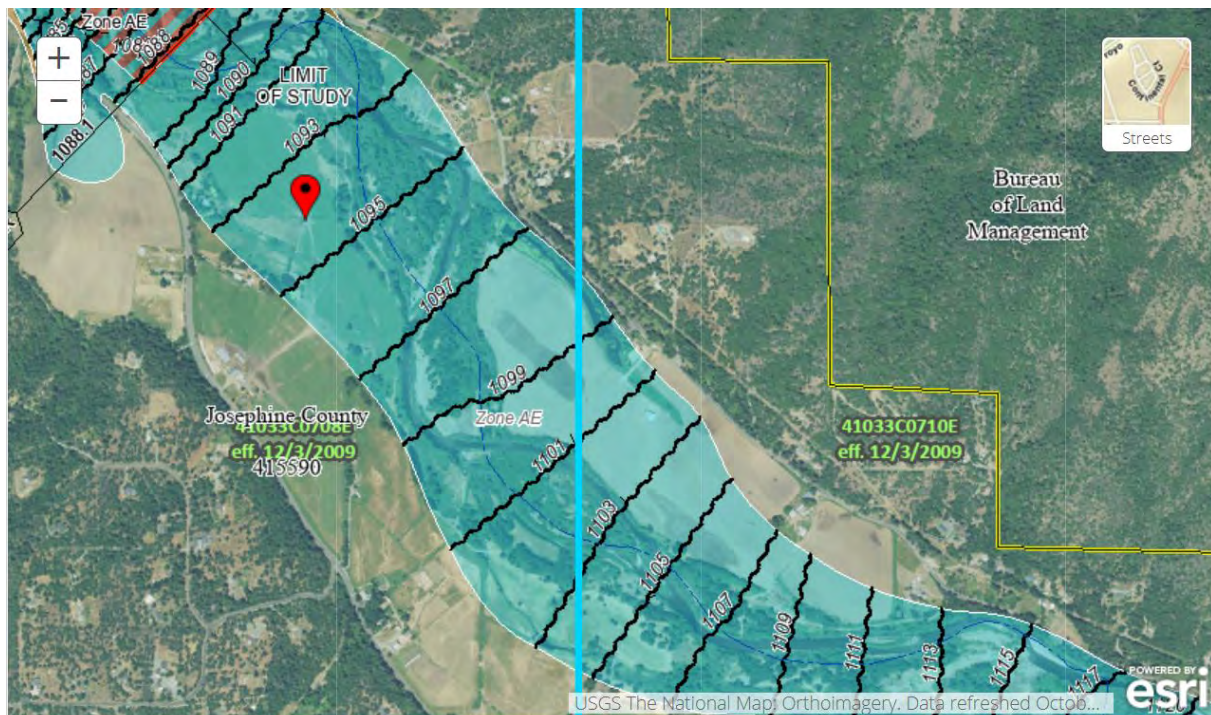 Zone AE
1088
1089
1090
LIMIT
OF STUDY
1091
1093
1088.1
+
−
Cont
Streets
Bureau
of Land
Management
1095
1097
1099
Zone AE
Josephine County
41033C0708E
eff. 12/3/2009
415590
41033C0710E
eff. 12/3/2009
1101
1103
1105
1107
1109
1111
1113
1115
1117
POWERED BY
esri
USGS The National Map: Orthoimagery. Data refreshed Octob...